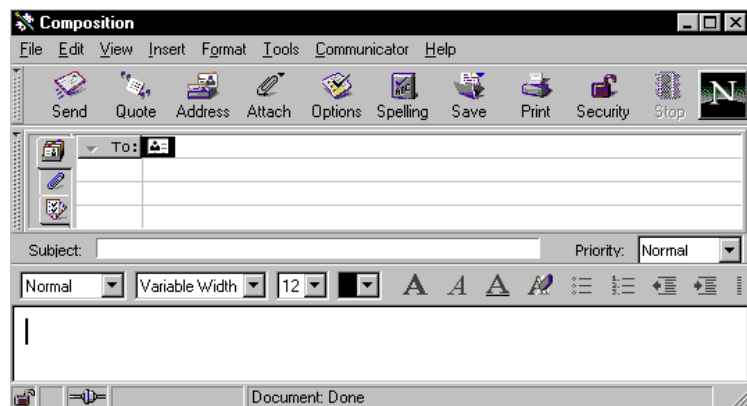 Composition
File Edit View Insert Format Tools Communicator Help
Send Quote Address Attach Options Spelling Save Print Security Stop N
To:
Subject: Priority: Normal
Normal Variable Width 12 A A A
Document: Done